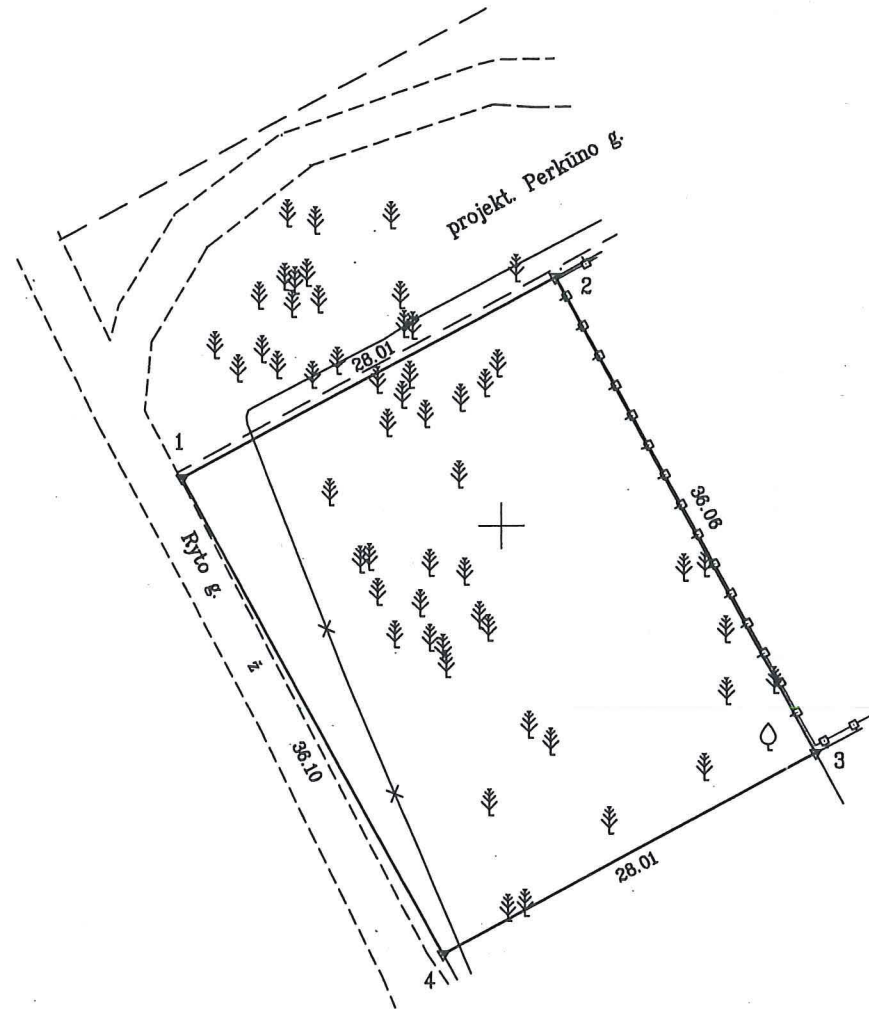 projekt. Perkūno g.
2
28.01
1
36.06
Ryto g.
ž
36.10
3
28.01
4